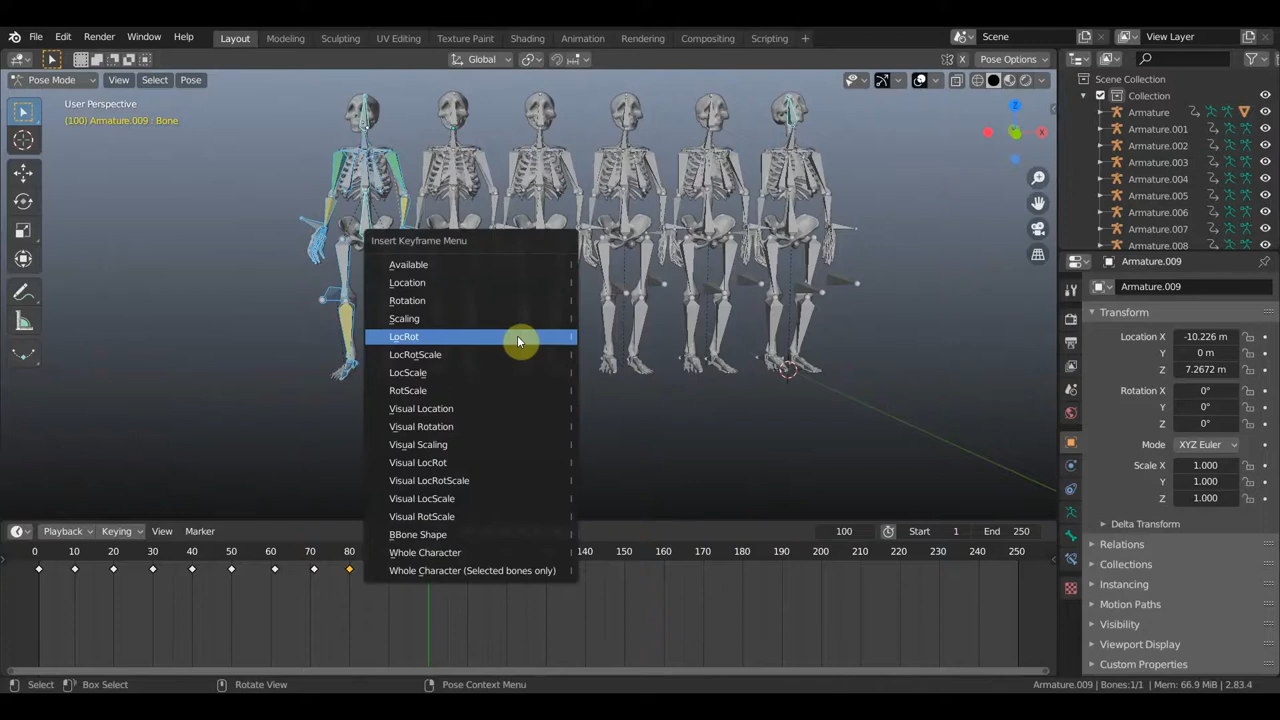 File Edit Render Window Help Layout Modeling Sculpting UV Editing Texture Paint Shading Animation Rendering Compositing Scripting + Scene View Layer
Global X Pose Options
Pose Mode View Select Pose
User Perspective
(100) Armature.009 : Bone
Z
X
Scene Collection
Collection
Armature
Armature.001
Armature.002
Armature.003
Armature.004
Armature.005
Armature.006
Armature.007
Armature.008
Insert Keyframe Menu
Available
Location
Rotation
Scaling
LocRot
LocRotScale
LocScale
RotScale
Visual Location
Visual Rotation
Visual Scaling
Visual LocRot
Visual LocRotScale
Visual LocScale
Visual RotScale
BBone Shape
Whole Character
Whole Character (Selected bones only)
Armature.009
Armature.009
Transform
Location X -10.226 m
Y 0 m
Z 7.2672 m
Rotation X 0°
Y 0°
Z 0°
Mode XYZ Euler
Scale X 1.000
Y 1.000
Z 1.000
Delta Transform
Relations
Collections
Instancing
Motion Paths
Visibility
Viewport Display
Custom Properties
Playback Keying View Marker 100 Start 1 End 250
0 10 20 30 40 50 60 70 80 140 150 160 170 180 190 200 210 220 230 240 250
Select Box Select Rotate View Pose Context Menu Armature.009 | Bones:1/1 | Mem: 66.9 MiB | 2.83.4